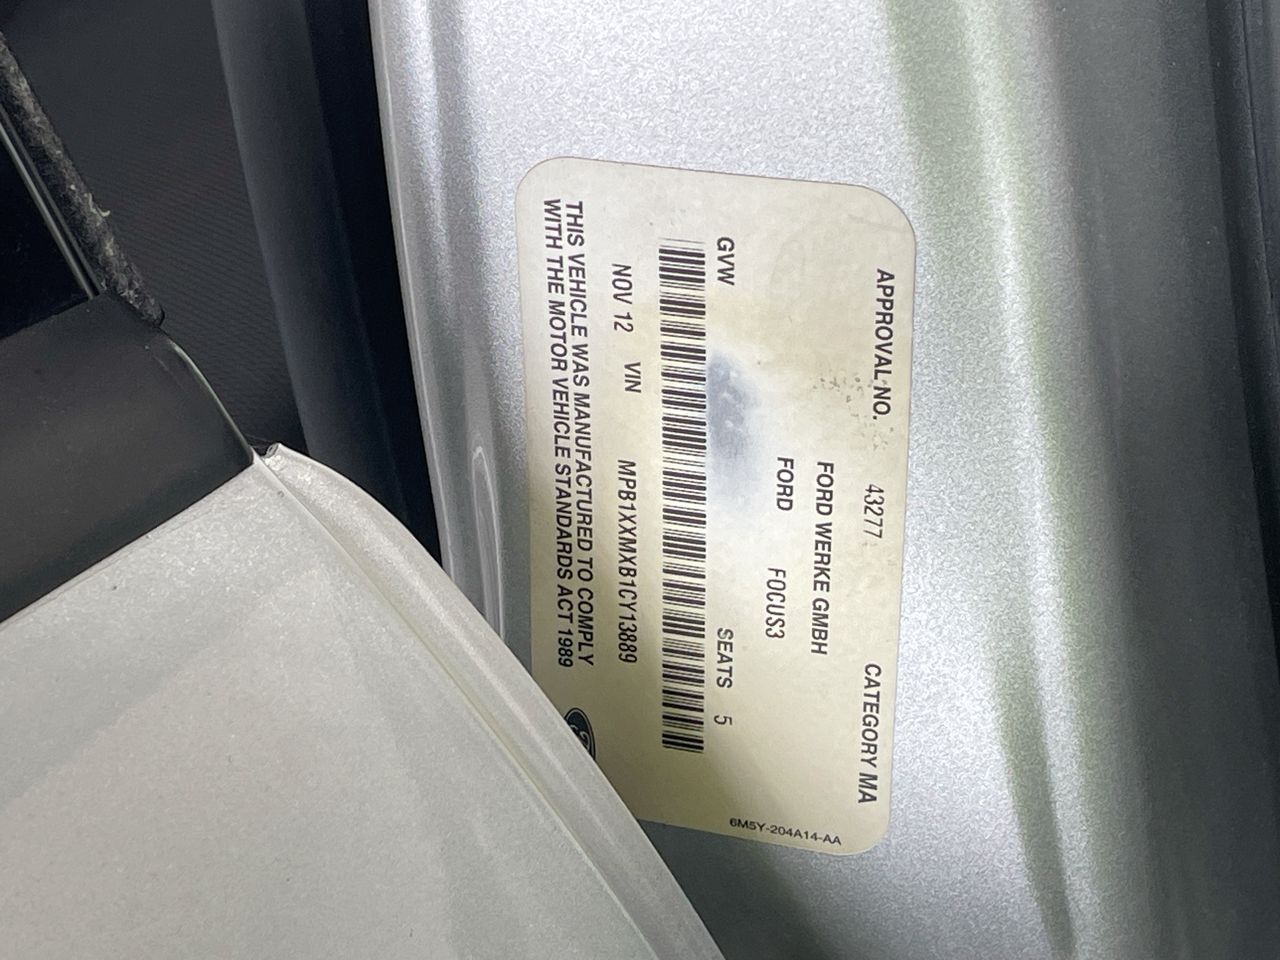 APPROVAL NO. 43277 CATEGORY MA
FORD WERKE GMBH
FORD FOCUS3
GVW SEATS 5
NOV 12 VIN MPB1XXMXB1CY13889
THIS VEHICLE WAS MANUFACTURED TO COMPLY
WITH THE MOTOR VEHICLE STANDARDS ACT 1989
6M5Y-204A14-AA